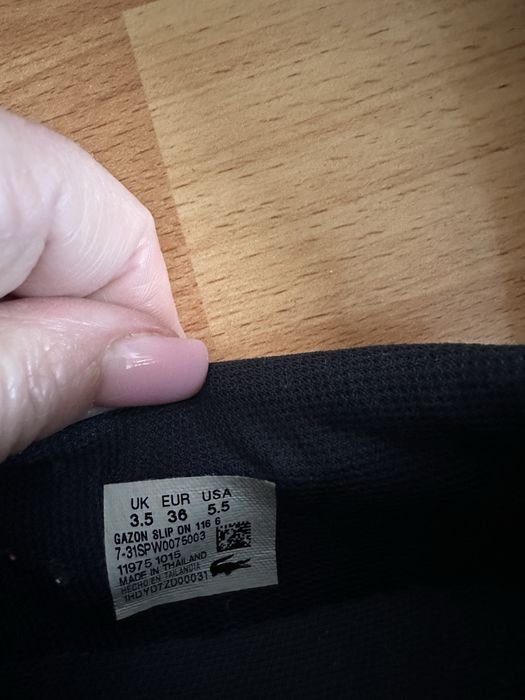 UK EUR USA
3.5 36 5.5
GAZON SLIP ON 116 6
7-31SPW0075003
11975 1015
MADE IN THAILAND
HECHO EN TAILANDIA
1HDYD7ZD00031